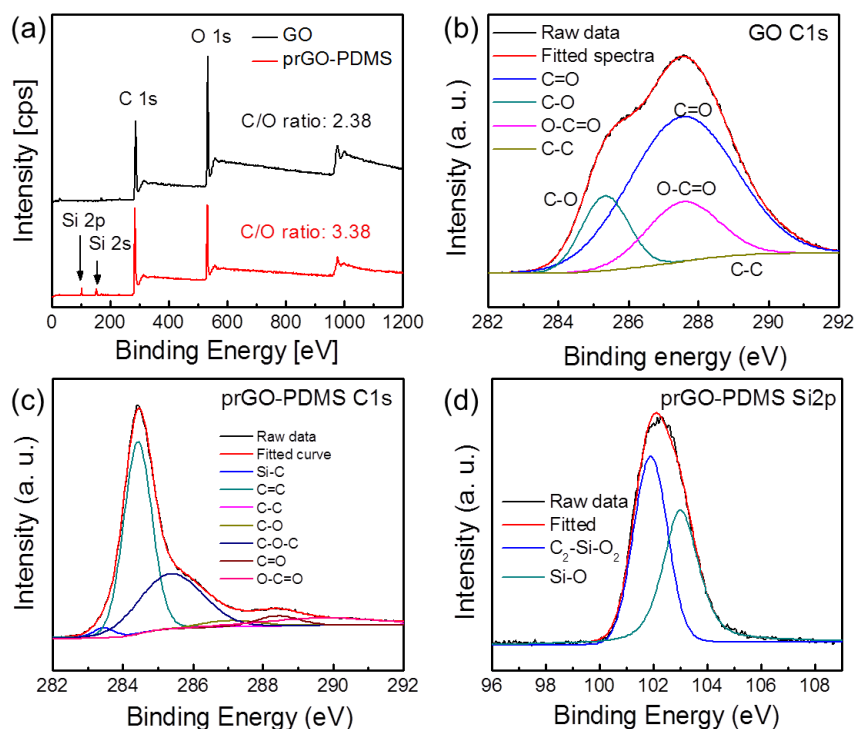 (a)
GO
prGO-PDMS
O 1s
C 1s
C/O ratio: 2.38
Si 2p
Si 2s
C/O ratio: 3.38
Intensity [cps]
0 200 400 600 800 1000 1200
Binding Energy [eV]
(b)
GO C1s
Raw data
Fitted spectra
C=O
C-O
O-C=O
C-C
C=O
C-O
O-C=O
C-C
Intensity (a. u.)
282 284 286 288 290 292
Binding energy (eV)
(c)
prGO-PDMS C1s
Raw data
Fitted curve
Si-C
C=C
C-C
C-O
C-O-C
C=O
O-C=O
Intensity (a. u.)
282 284 286 288 290 292
Binding Energy (eV)
(d)
prGO-PDMS Si2p
Raw data
Fitted
C₂-Si-O₂
Si-O
Intensity (a. u.)
96 98 100 102 104 106 108
Binding Energy (eV)